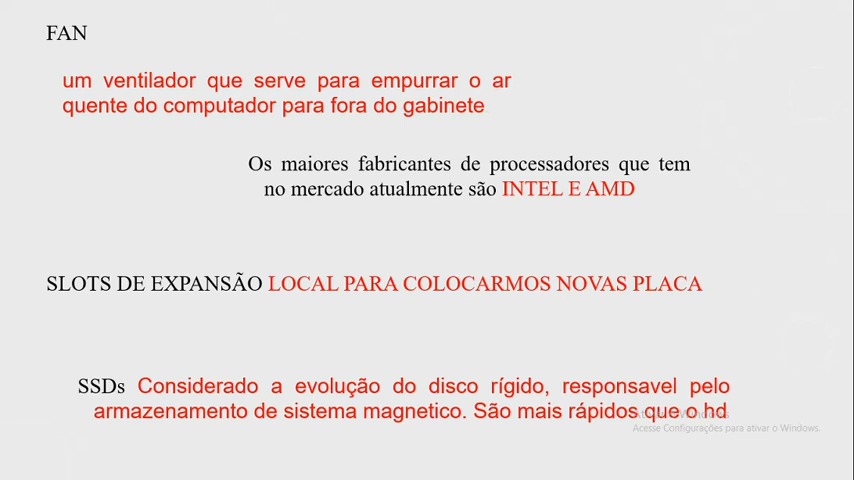 FAN
um ventilador que serve para empurrar o ar
quente do computador para fora do gabinete
Os maiores fabricantes de processadores que tem
no mercado atualmente são INTEL E AMD
SLOTS DE EXPANSÃO LOCAL PARA COLOCARMOS NOVAS PLACA
SSDs Considerado a evolução do disco rígido, responsavel pelo
armazenamento de sistema magnetico. São mais rápidos que o hd
Windows
Acesse Configurações para ativar o Windows.